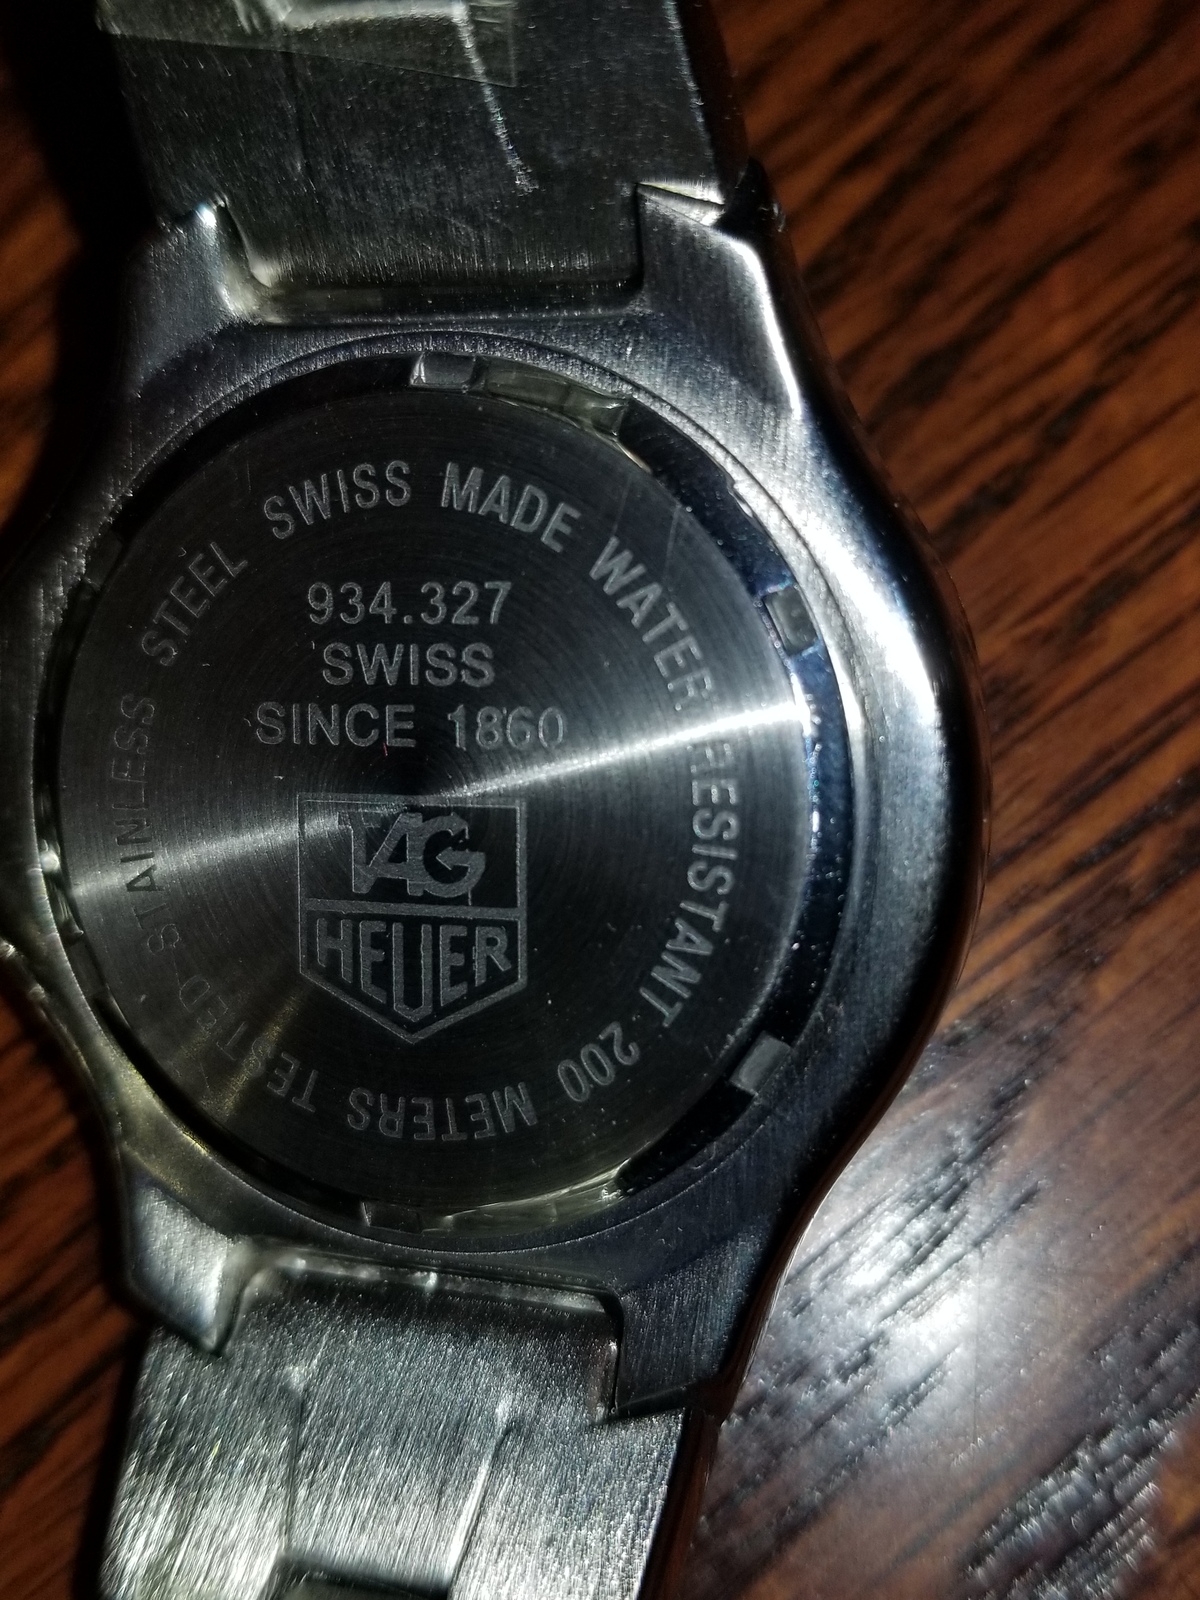 STAINLESS STEEL SWISS MADE WATER RESISTANT 200 METERS TESTED
934.327
SWISS
SINCE 1860
TAG
HEUER